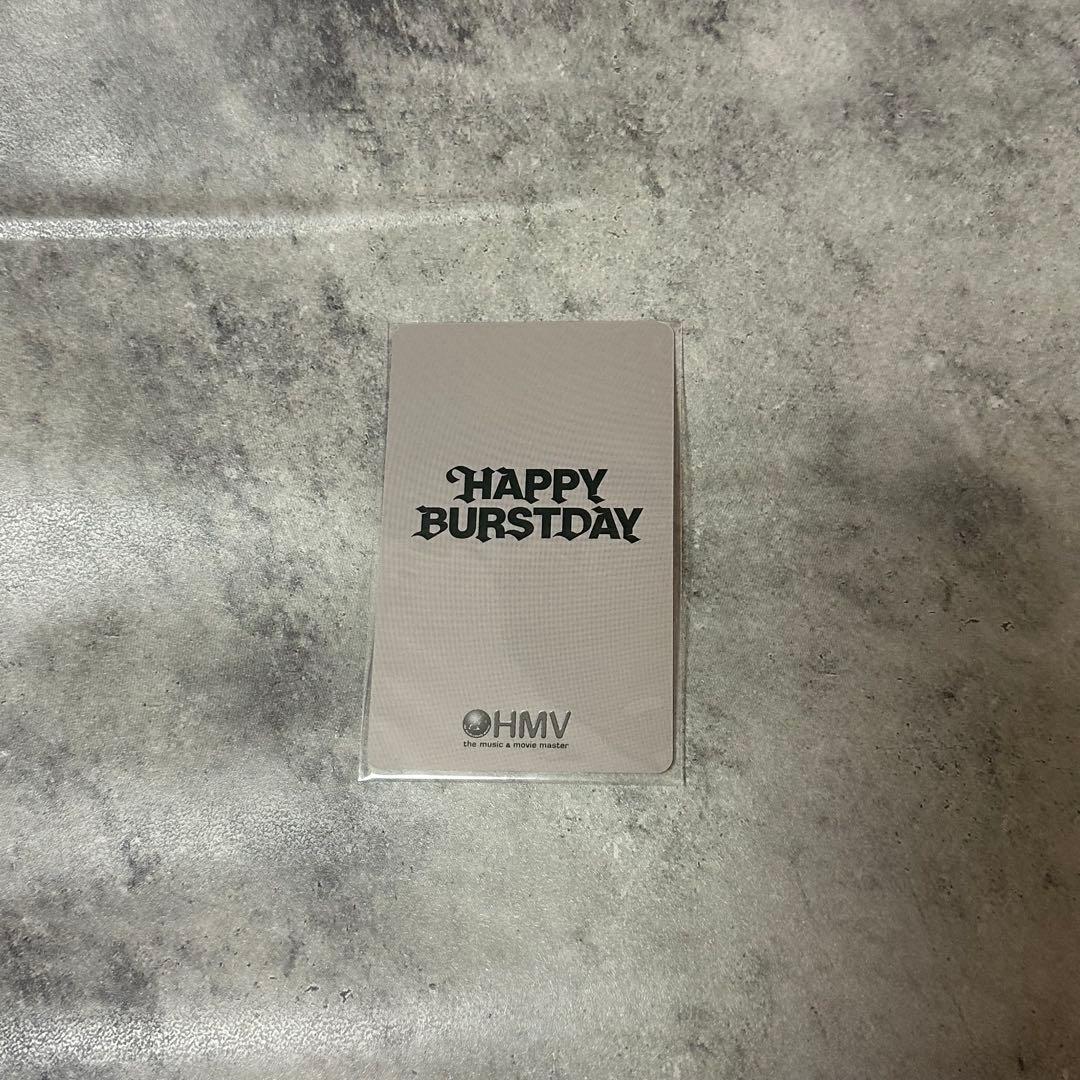 HAPPY
BURSTDAY
HMV
the music & movie master